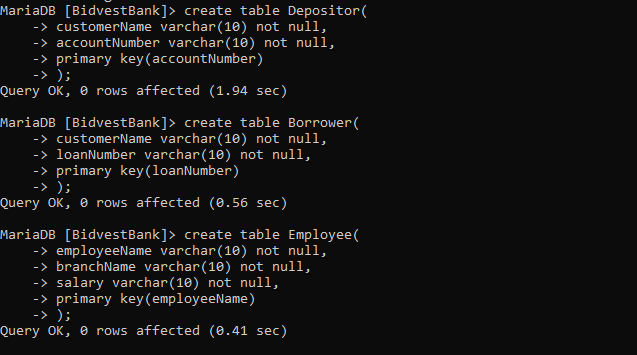 MariaDB [BidvestBank]> create table Depositor(
    -> customerName varchar(10) not null,
    -> accountNumber varchar(10) not null,
    -> primary key(accountNumber)
    -> );
Query OK, 0 rows affected (1.94 sec)

MariaDB [BidvestBank]> create table Borrower(
    -> customerName varchar(10) not null,
    -> loanNumber varchar(10) not null,
    -> primary key(loanNumber)
    -> );
Query OK, 0 rows affected (0.56 sec)

MariaDB [BidvestBank]> create table Employee(
    -> employeeName varchar(10) not null,
    -> branchName varchar(10) not null,
    -> salary varchar(10) not null,
    -> primary key(employeeName)
    -> );
Query OK, 0 rows affected (0.41 sec)